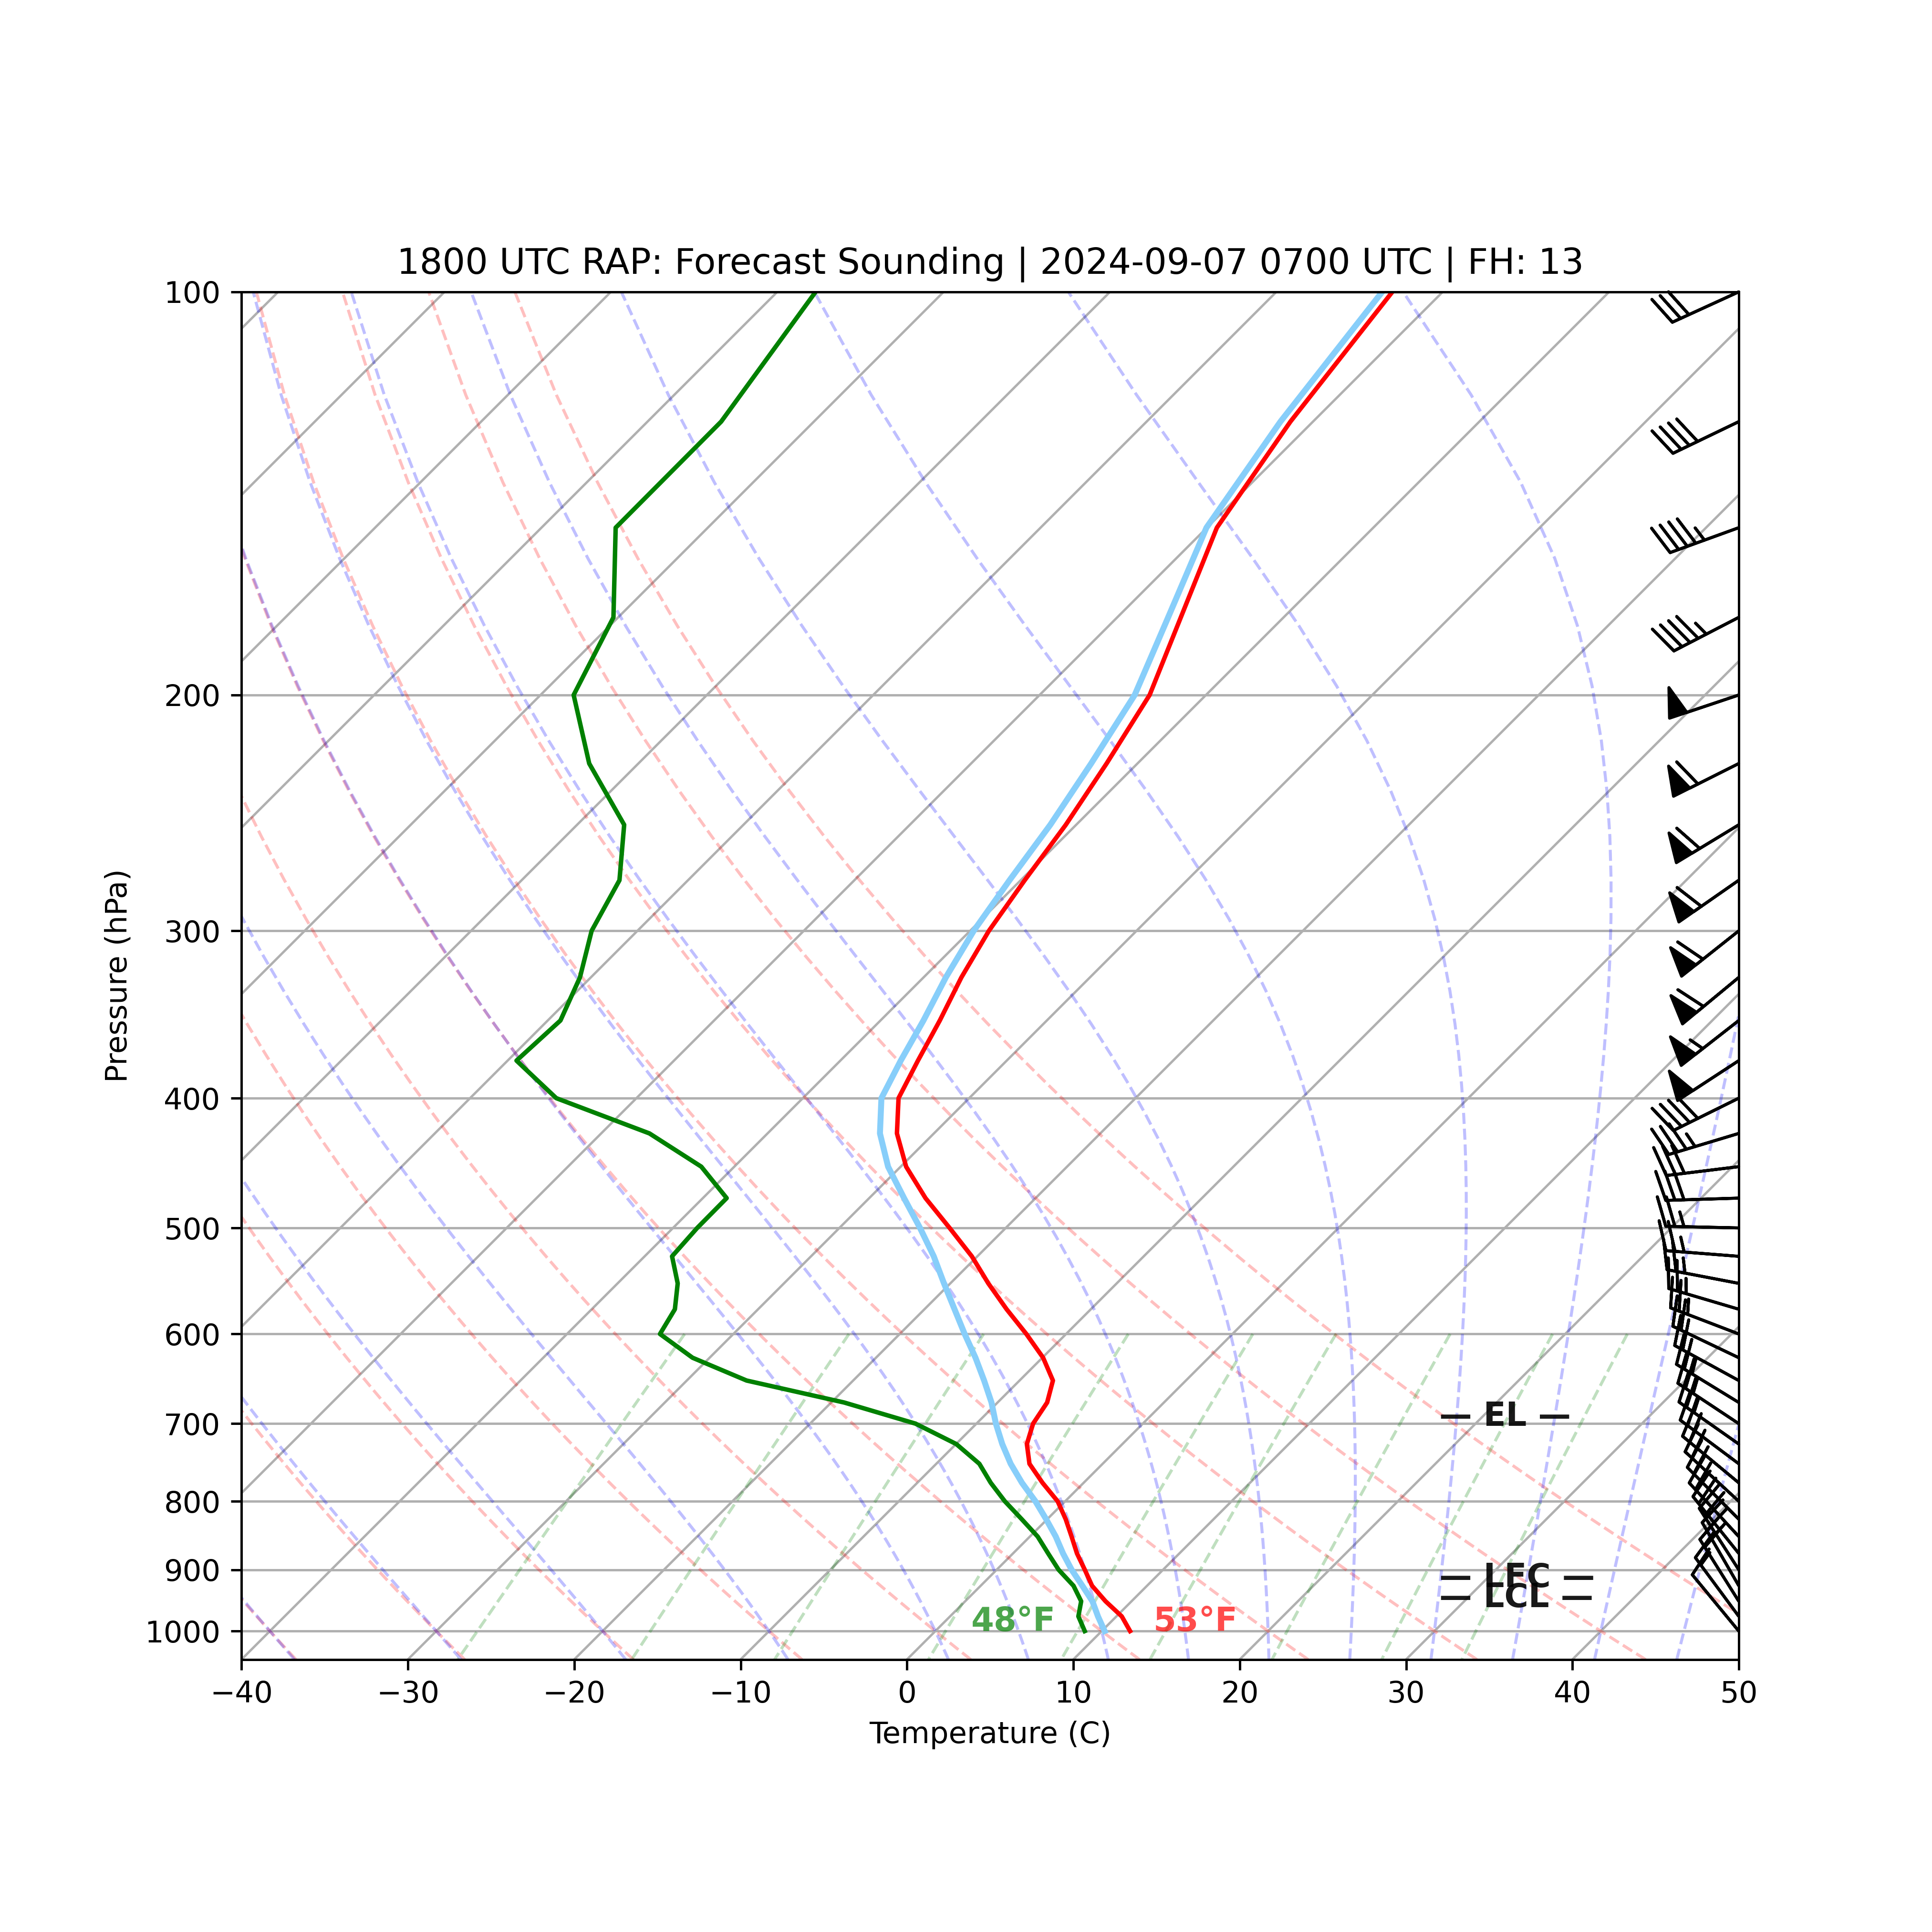 1800 UTC RAP: Forecast Sounding | 2024-09-07 0700 UTC | FH: 13
100
200
300
400
500
600
700
800
900
1000
Pressure (hPa)
— EL —
— LFC —
— LCL —
48°F 53°F
−40 −30 −20 −10 0 10 20 30 40 50
Temperature (C)